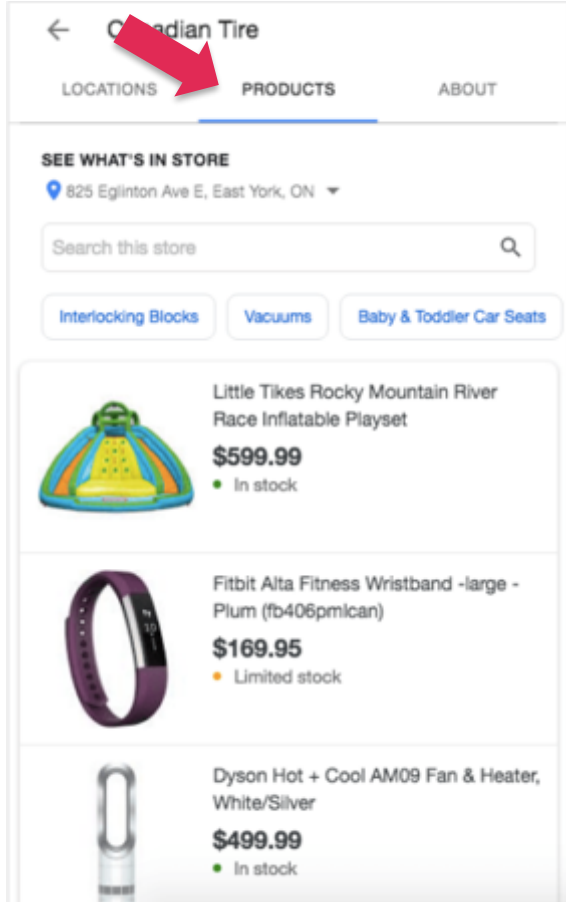 Canadian Tire
LOCATIONS PRODUCTS ABOUT
SEE WHAT'S IN STORE
825 Eglinton Ave E, East York, ON
Search this store
Interlocking Blocks Vacuums Baby & Toddler Car Seats
Little Tikes Rocky Mountain River
Race Inflatable Playset
$599.99
In stock
Fitbit Alta Fitness Wristband -large -
Plum (fb406pmlcan)
$169.95
Limited stock
Dyson Hot + Cool AM09 Fan & Heater,
White/Silver
$499.99
In stock